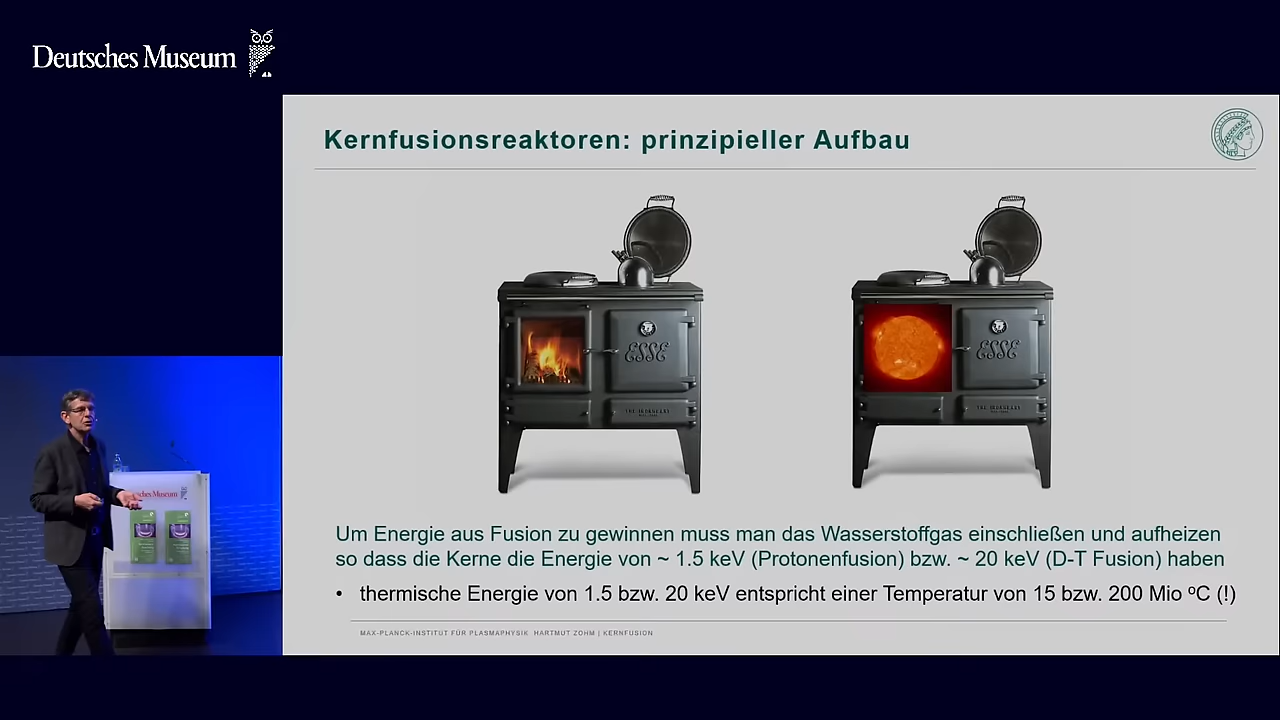 Deutsches Museum
Kernfusionsreaktoren: prinzipieller Aufbau
ESSE
ESSE
Um Energie aus Fusion zu gewinnen muss man das Wasserstoffgas einschließen und aufheizen
so dass die Kerne die Energie von ~ 1.5 keV (Protonenfusion) bzw. ~ 20 keV (D-T Fusion) haben
• thermische Energie von 1.5 bzw. 20 keV entspricht einer Temperatur von 15 bzw. 200 Mio ºC (!)
MAX-PLANCK-INSTITUT FÜR PLASMAPHYSIK HARTMUT ZOHM | KERNFUSION